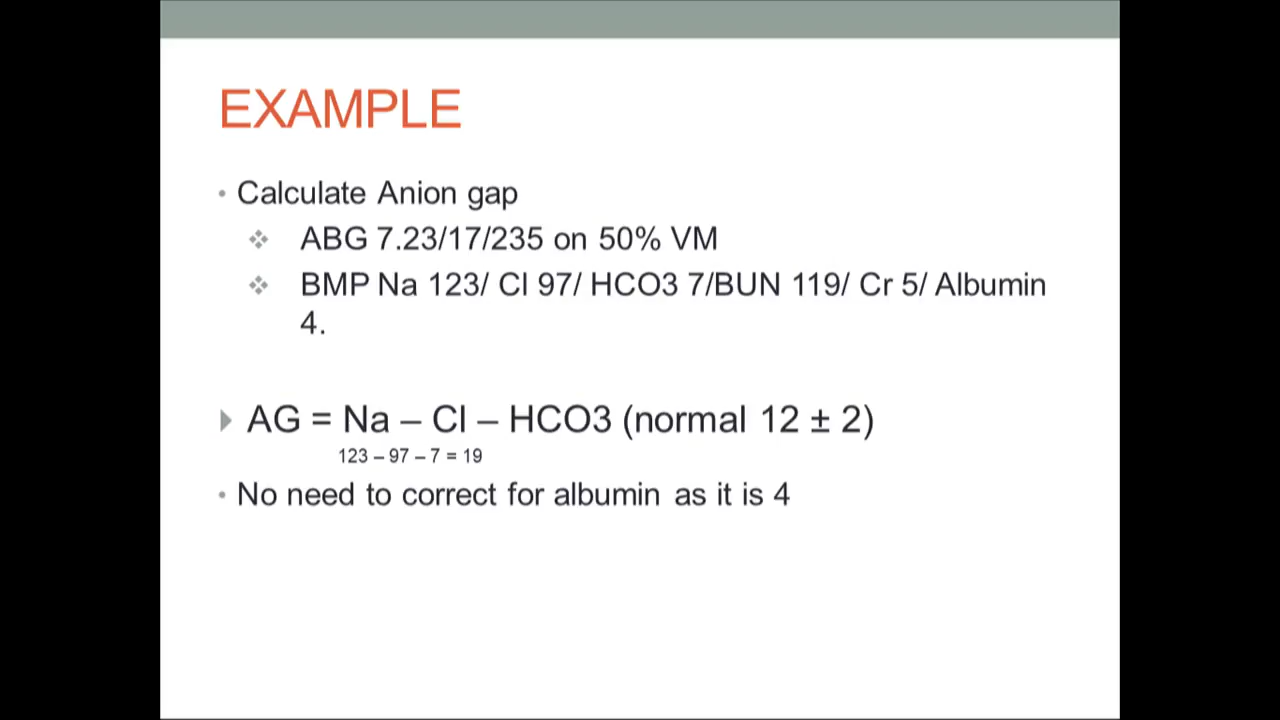 EXAMPLE
• Calculate Anion gap
❖ ABG 7.23/17/235 on 50% VM
❖ BMP Na 123/ Cl 97/ HCO3 7/BUN 119/ Cr 5/ Albumin
4.
AG = Na – Cl – HCO3 (normal 12 ± 2)
123 – 97 – 7 = 19
• No need to correct for albumin as it is 4